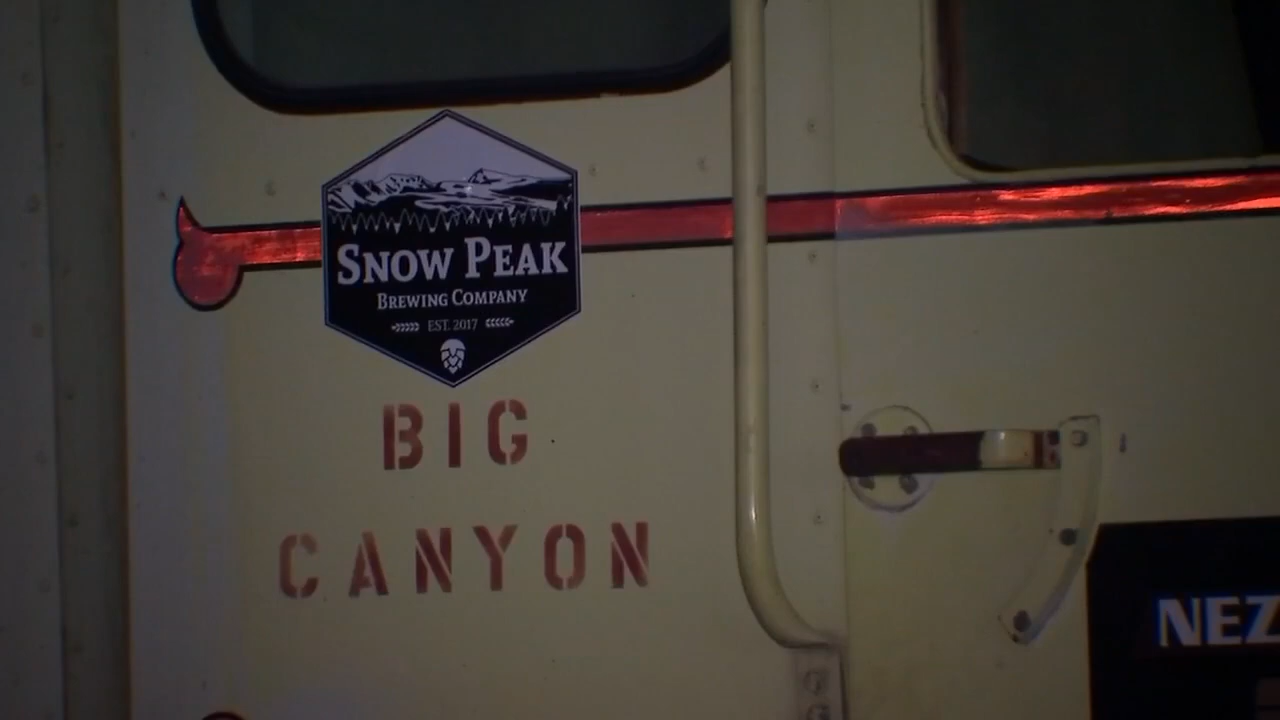 SNOW PEAK
BREWING COMPANY
EST. 2017
BIG
CANYON
NEZ